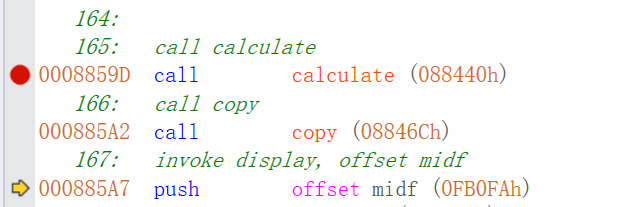 164:
165: call calculate
0008859D call calculate (088440h)
166: call copy
000885A2 call copy (08846Ch)
167: invoke display, offset midf
000885A7 push offset midf (0FB0FAh)